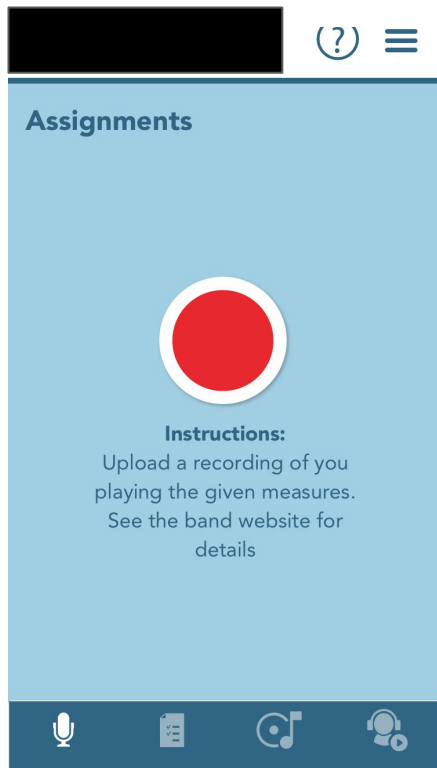 Assignments
Instructions:
Upload a recording of you
playing the given measures.
See the band website for
details